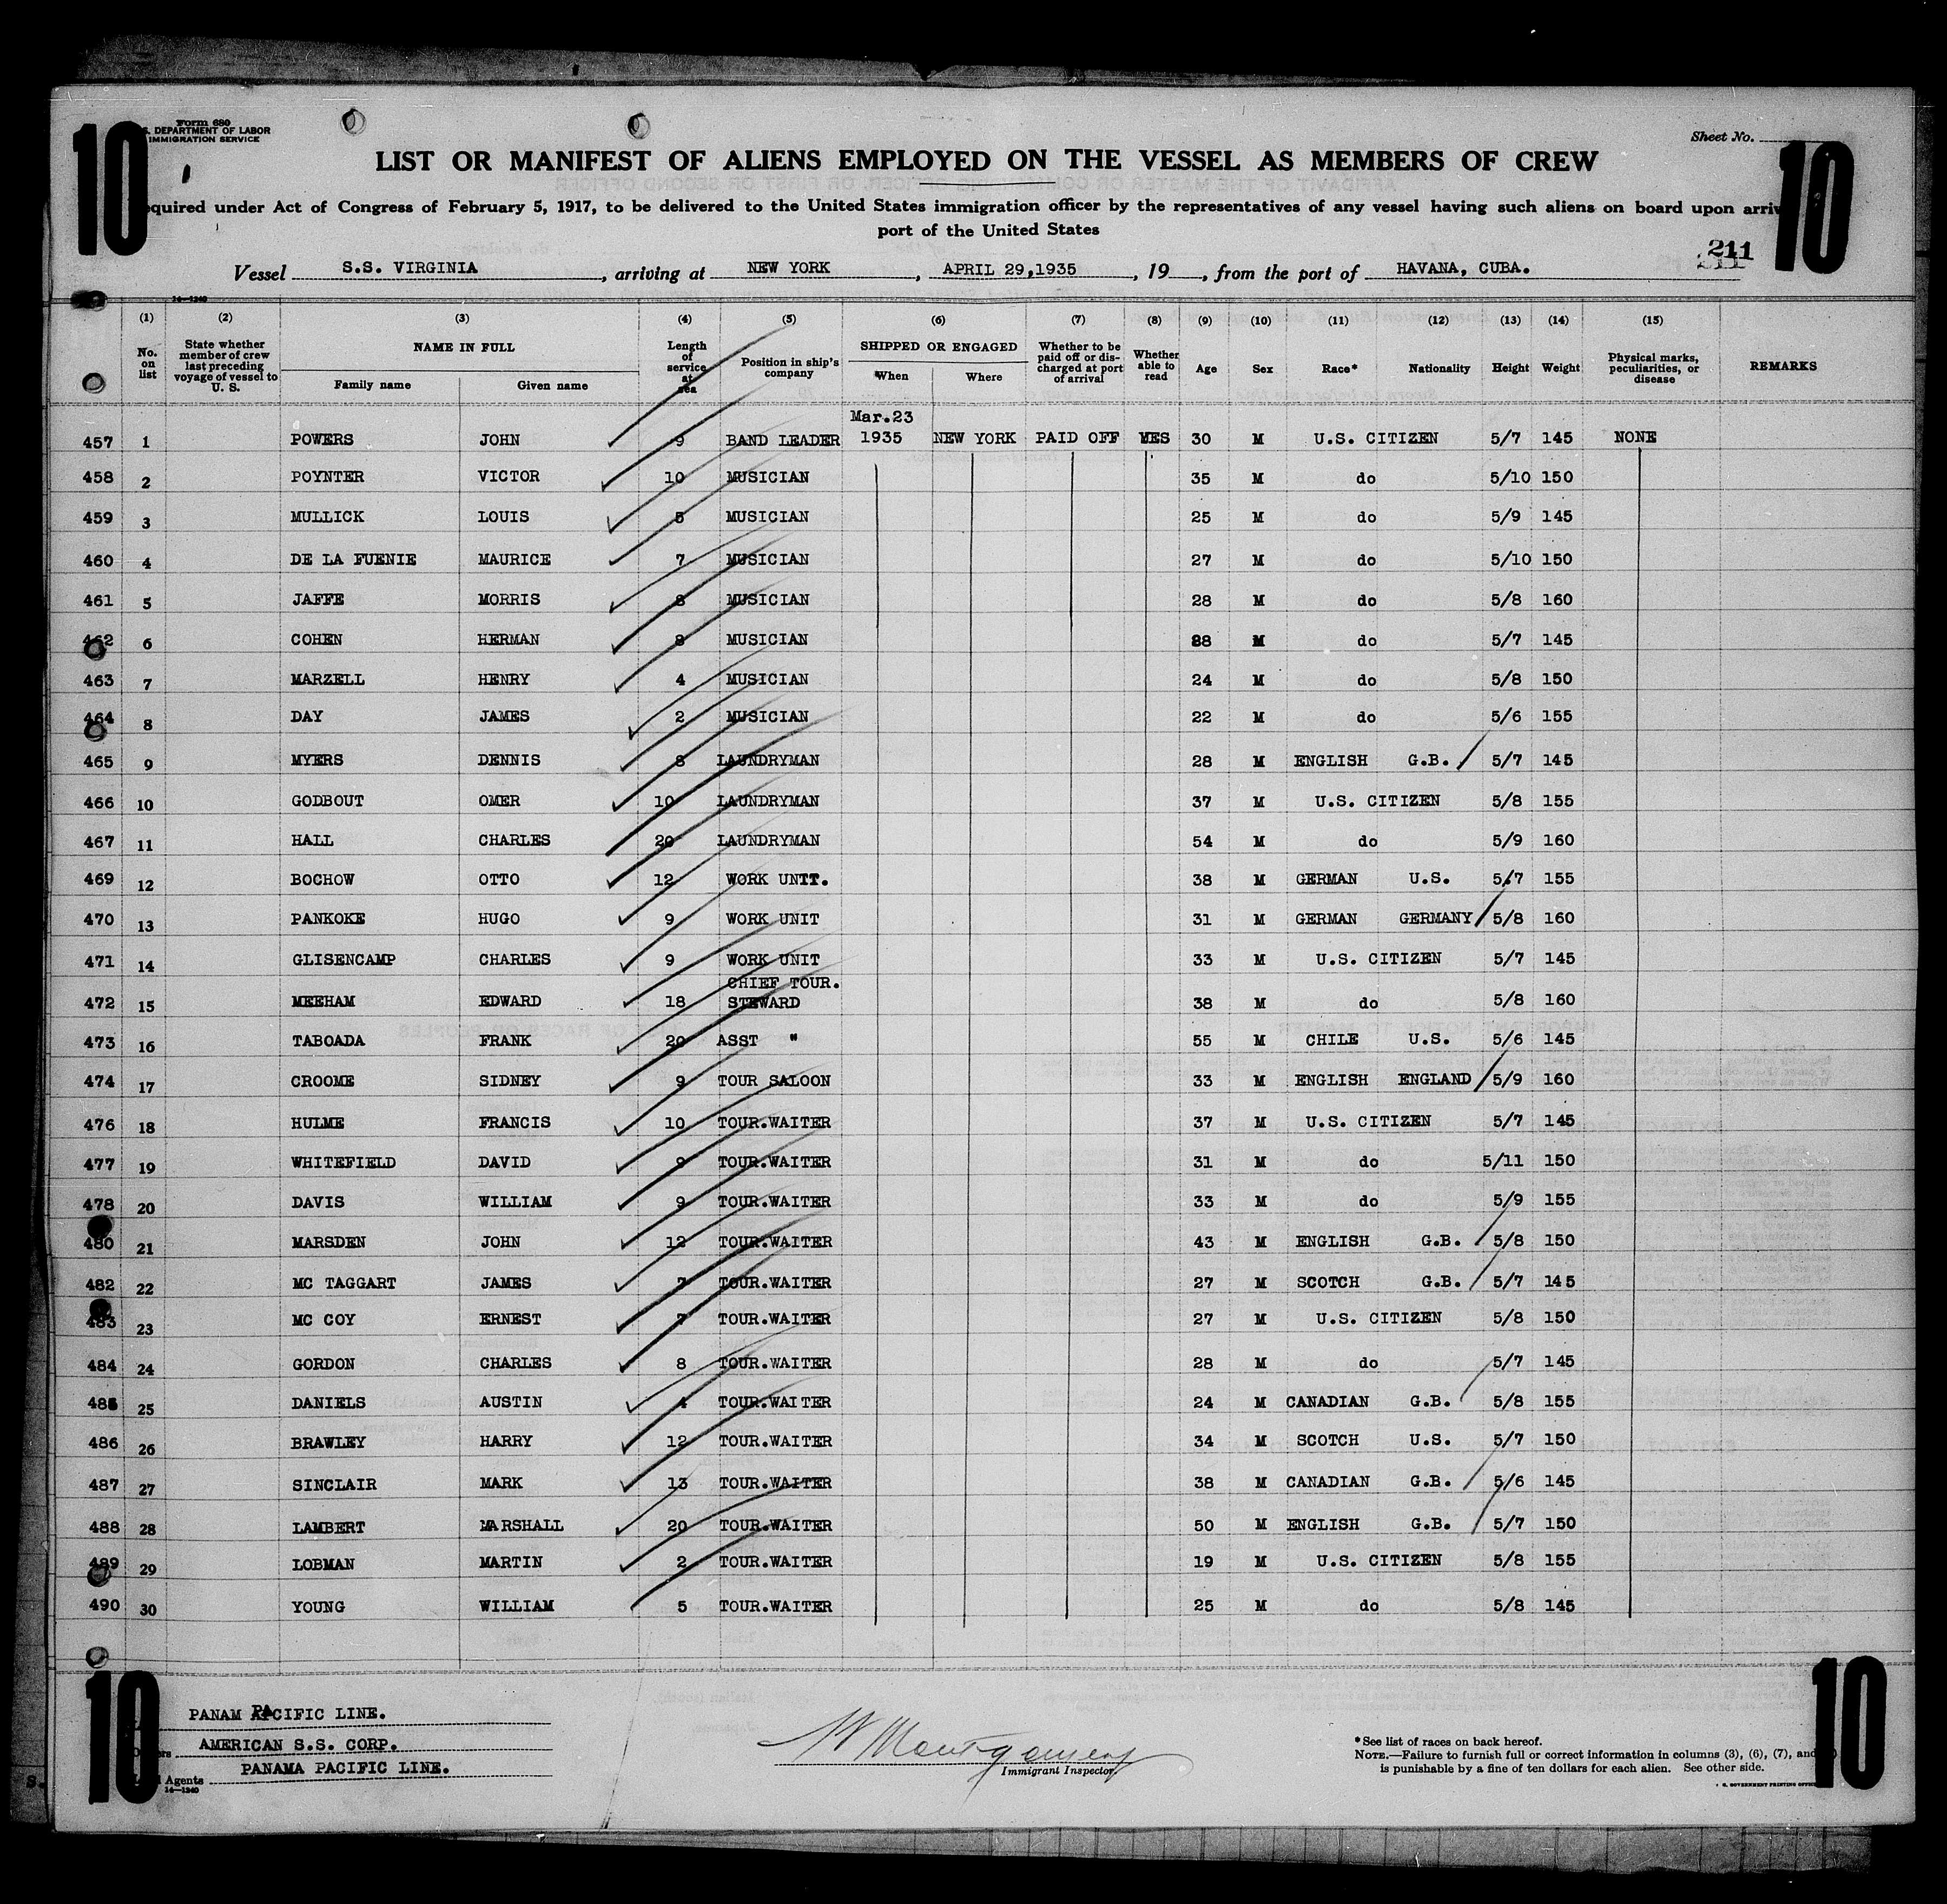 10
Form 680
S. DEPARTMENT OF LABOR
IMMIGRATION SERVICE
Sheet No.
10
LIST OR MANIFEST OF ALIENS EMPLOYED ON THE VESSEL AS MEMBERS OF CREW
equired under Act of Congress of February 5, 1917, to be delivered to the United States immigration officer by the representatives of any vessel having such aliens on board upon arriv
port of the United States
211
Vessel S.S. VIRGINIA, arriving at NEW YORK, APRIL 29,1935, 19, from the port of HAVANA, CUBA.
14—1240
(1) (2) (3) (4) (5) (6) (7) (8) (9) (10) (11) (12) (13) (14) (15)
No. on list State whether member of crew last preceding voyage of vessel to U. S. NAME IN FULL Family name Given name Length of service at sea Position in ship's company SHIPPED OR ENGAGED When Where Whether to be paid off or discharged at port of arrival Whether able to read Age Sex Race* Nationality Height Weight Physical marks, peculiarities, or disease REMARKS
Mar.23
457 1 POWERS JOHN 9 BAND LEADER 1935 NEW YORK PAID OFF YES 30 M U.S. CITIZEN 5/7 145 NONE
458 2 POYNTER VICTOR 10 MUSICIAN 35 M do 5/10 150
459 3 MULLICK LOUIS 5 MUSICIAN 25 M do 5/9 145
460 4 DE LA FUENIE MAURICE 7 MUSICIAN 27 M do 5/10 150
461 5 JAFFE MORRIS 8 MUSICIAN 28 M do 5/8 160
462 6 COHEN HERMAN 8 MUSICIAN 28 M do 5/7 145
463 7 MARZELL HENRY 4 MUSICIAN 24 M do 5/8 150
464 8 DAY JAMES 2 MUSICIAN 22 M do 5/6 155
465 9 MYERS DENNIS 8 LAUNDRYMAN 28 M ENGLISH G.B. 5/7 145
466 10 GODBOUT OMER 10 LAUNDRYMAN 37 M U.S. CITIZEN 5/8 155
467 11 HALL CHARLES 20 LAUNDRYMAN 54 M do 5/9 160
469 12 BOCHOW OTTO 12 WORK UNIT. 38 M GERMAN U.S. 5/7 155
470 13 PANKOKE HUGO 9 WORK UNIT 31 M GERMAN GERMANY 5/8 160
471 14 GLISENCAMP CHARLES 9 WORK UNIT 33 M U.S. CITIZEN 5/7 145
CHIEF TOUR.
472 15 MEEHAM EDWARD 18 STEWARD 38 M do 5/8 160
473 16 TABOADA FRANK 20 ASST " 55 M CHILE U.S. 5/6 145
474 17 CROOME SIDNEY 9 TOUR SALOON 33 M ENGLISH ENGLAND 5/9 160
476 18 HULME FRANCIS 10 TOUR.WAITER 37 M U.S. CITIZEN 5/7 145
477 19 WHITEFIELD DAVID 9 TOUR.WAITER 31 M do 5/11 150
478 20 DAVIS WILLIAM 9 TOUR.WAITER 33 M do 5/9 155
480 21 MARSDEN JOHN 12 TOUR.WAITER 43 M ENGLISH G.B. 5/8 150
482 22 MC TAGGART JAMES 7 TOUR.WAITER 27 M SCOTCH G.B. 5/7 145
483 23 MC COY ERNEST 7 TOUR.WAITER 27 M U.S. CITIZEN 5/8 150
484 24 GORDON CHARLES 8 TOUR.WAITER 28 M do 5/7 145
485 25 DANIELS AUSTIN 4 TOUR.WAITER 24 M CANADIAN G.B. 5/8 155
486 26 BRAWLEY HARRY 12 TOUR.WAITER 34 M SCOTCH U.S. 5/7 150
487 27 SINCLAIR MARK 13 TOUR.WAITER 38 M CANADIAN G.B. 5/6 145
488 28 LAMBERT MARSHALL 20 TOUR.WAITER 50 M ENGLISH G.B. 5/7 150
489 29 LOBMAN MARTIN 2 TOUR.WAITER 19 M U.S. CITIZEN 5/8 155
490 30 YOUNG WILLIAM 5 TOUR.WAITER 25 M do 5/8 145
10
PANAM PACIFIC LINE.
AMERICAN S.S. CORP.
Agents PANAMA PACIFIC LINE.
14—1240
Montgomery
Immigrant Inspector.
*See list of races on back hereof.
NOTE.—Failure to furnish full or correct information in columns (3), (6), (7), and
is punishable by a fine of ten dollars for each alien. See other side.
GOVERNMENT PRINTING OFFICE
10